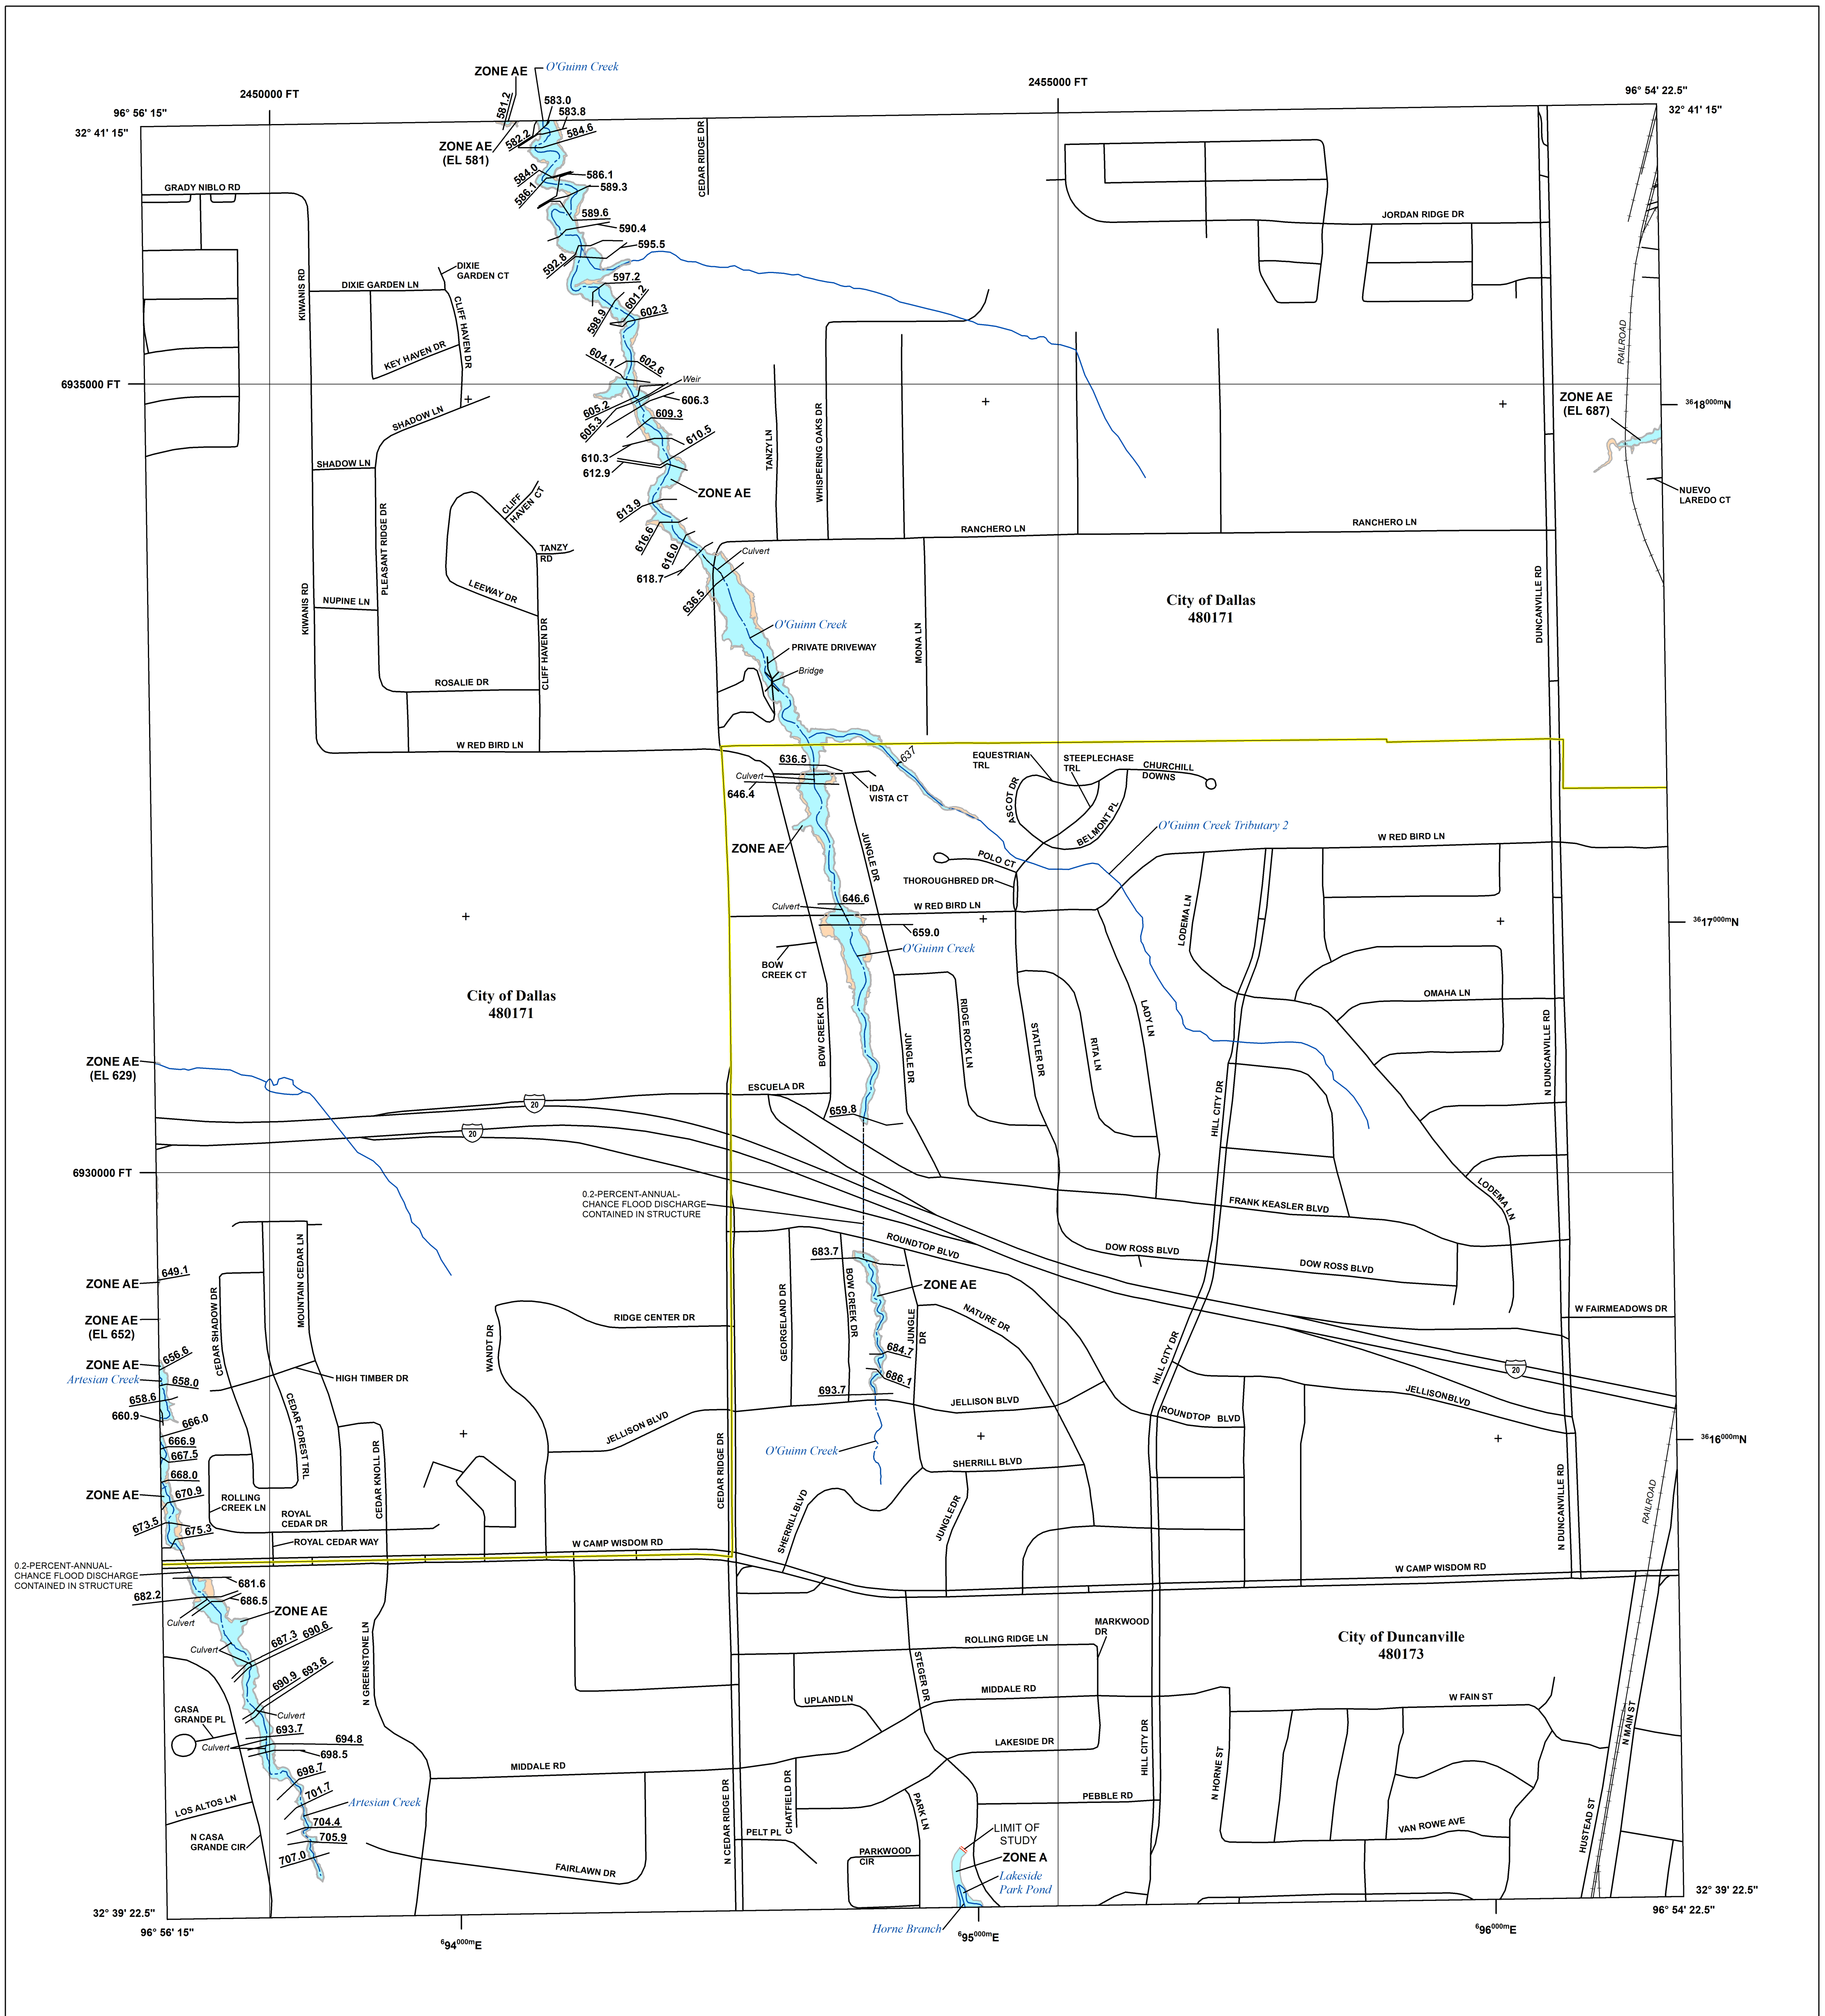 ZONE AE
O'Guinn Creek
2450000 FT
2455000 FT
96° 54' 22.5"
96° 56' 15"
32° 41' 15"
32° 41' 15"
581.2
583.0
583.8
582.2
584.6
ZONE AE
(EL 581)
CEDAR RIDGE DR
584.0
586.1
586.1
589.3
GRADY NIBLO RD
589.6
590.4
JORDAN RIDGE DR
595.5
592.8
DIXIE
GARDEN CT
DIXIE GARDEN LN
KIWANIS RD
597.2
601.2
598.9
602.3
CLIFF HAVEN DR
KEY HAVEN DR
RAILROAD
604.1
602.6
Weir
6935000 FT
605.2
606.3
605.3
609.3
ZONE AE
(EL 687)
3618000mN
SHADOW LN
610.5
610.3
612.9
TANZY LN
WHISPERING OAKS DR
SHADOW LN
ZONE AE
NUEVO
LAREDO CT
CLIFF
HAVEN CT
613.9
PLEASANT RIDGE DR
616.6
616.0
RANCHERO LN
RANCHERO LN
TANZY
RD
Culvert
618.7
LEEWAY DR
636.5
NUPINE LN
KIWANIS RD
City of Dallas
480171
DUNCANVILLE RD
O'Guinn Creek
MONA LN
PRIVATE DRIVEWAY
CLIFF HAVEN DR
Bridge
ROSALIE DR
W RED BIRD LN
636.5
637
EQUESTRIAN
TRL
STEEPLECHASE
TRL
CHURCHILL
DOWNS
Culvert
646.4
IDA
VISTA CT
ASCOT DR
BELMONT PL
O'Guinn Creek Tributary 2
ZONE AE
JUNGLE DR
W RED BIRD LN
POLO CT
THOROUGHBRED DR
646.6
Culvert
W RED BIRD LN
LODEMA LN
659.0
3617000mN
O'Guinn Creek
BOW
CREEK CT
City of Dallas
480171
OMAHA LN
BOW CREEK DR
JUNGLE DR
RIDGE ROCK LN
STATLER DR
RITA LN
LADY LN
N DUNCANVILLE RD
ZONE AE
(EL 629)
HILL CITY DR
ESCUELA DR
20
659.8
20
6930000 FT
0.2-PERCENT-ANNUAL-
CHANCE FLOOD DISCHARGE
CONTAINED IN STRUCTURE
FRANK KEASLER BLVD
LODEMA LN
ROUNDTOP BLVD
683.7
DOW ROSS BLVD
DOW ROSS BLVD
649.1
ZONE AE
MOUNTAIN CEDAR LN
CEDAR SHADOW DR
ZONE AE
BOW CREEK DR
GEORGELAND DR
NATURE DR
W FAIRMEADOWS DR
ZONE AE
(EL 652)
RIDGE CENTER DR
WANDT DR
JUNGLE
DR
HILL CITY DR
656.6
ZONE AE
Artesian Creek
658.0
HIGH TIMBER DR
684.7
20
686.1
658.6
660.9
693.7
JELLISON BLVD
JELLISONBLVD
666.0
CEDAR FOREST TRL
JELLISON BLVD
ROUNDTOP BLVD
666.9
667.5
O'Guinn Creek
3616000mN
668.0
CEDAR KNOLL DR
SHERRILL BLVD
CEDAR RIDGE DR
N DUNCANVILLE RD
ZONE AE
670.9
ROLLING
CREEK LN
ROYAL
CEDAR DR
RAILROAD
673.5
675.3
SHERRILL BLVD
JUNGLE DR
ROYAL CEDAR WAY
W CAMP WISDOM RD
0.2-PERCENT-ANNUAL-
CHANCE FLOOD DISCHARGE
CONTAINED IN STRUCTURE
W CAMP WISDOM RD
681.6
682.2
686.5
ZONE AE
Culvert
MARKWOOD
DR
City of Duncanville
480173
687.3
690.6
Culvert
ROLLING RIDGE LN
N GREENSTONE LN
690.9
693.6
STEGER DR
MIDDALE RD
W FAIN ST
UPLAND LN
CASA
GRANDE PL
Culvert
693.7
694.8
Culvert
698.5
LAKESIDE DR
HILL CITY DR
N MAIN ST
698.7
MIDDALE RD
N HORNE ST
701.7
Artesian Creek
CHATFIELD DR
PARK LN
PEBBLE RD
LOS ALTOS LN
704.4
N CEDAR RIDGE DR
VAN ROWE AVE
HUSTEAD ST
705.9
PELT PL
LIMIT OF
STUDY
N CASA
GRANDE CIR
707.0
PARKWOOD
CIR
ZONE A
FAIRLAWN DR
Lakeside
Park Pond
32° 39' 22.5"
32° 39' 22.5"
96° 56' 15"
96° 54' 22.5"
Horne Branch
694000mE
695000mE
696000mE